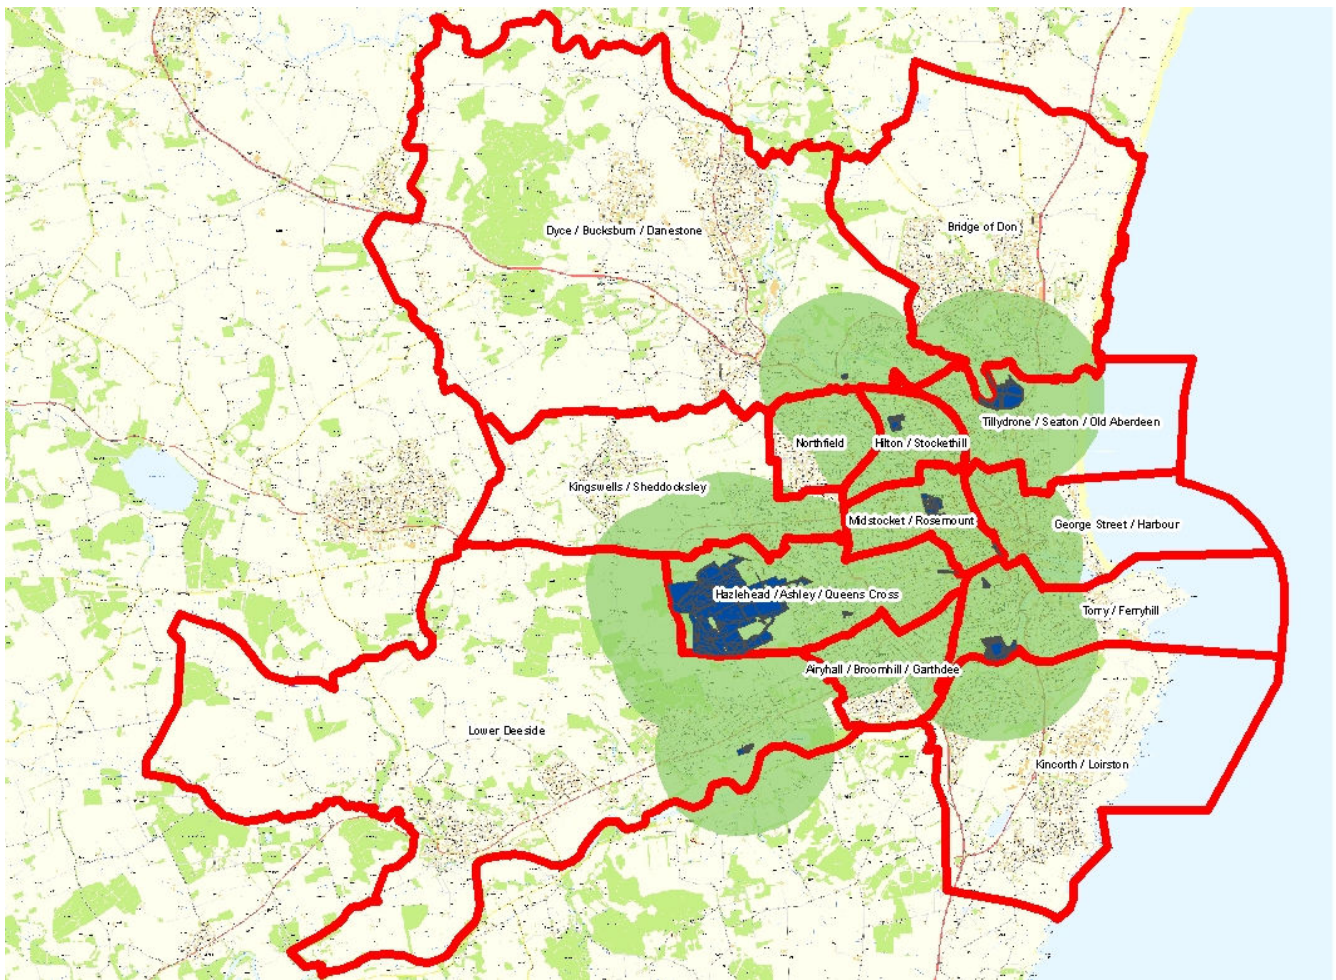 Bridge of Don
Dyce / Bucksburn / Danestone
Tillydrone / Seaton / Old Aberdeen
Northfield
Hilton / Stockethill
Kingswells / Sheddocksley
Midstocket / Rosemount
George Street / Harbour
Hazlehead / Ashley / Queens Cross
Torry / Ferryhill
Airyhall / Broomhill / Garthdee
Lower Deeside
Kincorth / Loirston